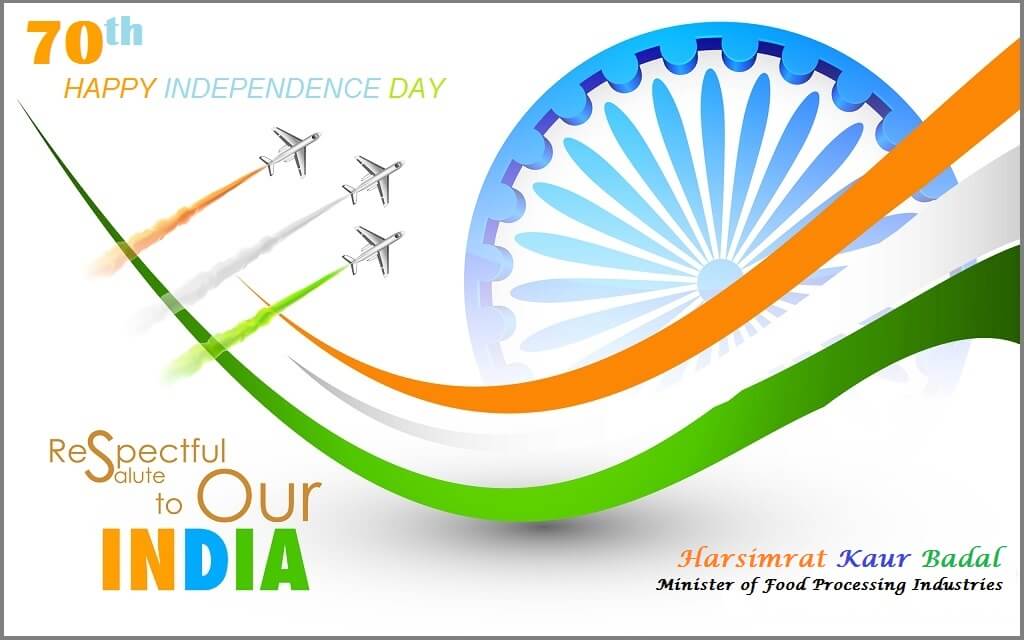 70th
HAPPY INDEPENDENCE DAY
ReSpectful
Salute
to Our
INDIA
Harsimrat Kaur Badal
Minister of Food Processing Industries